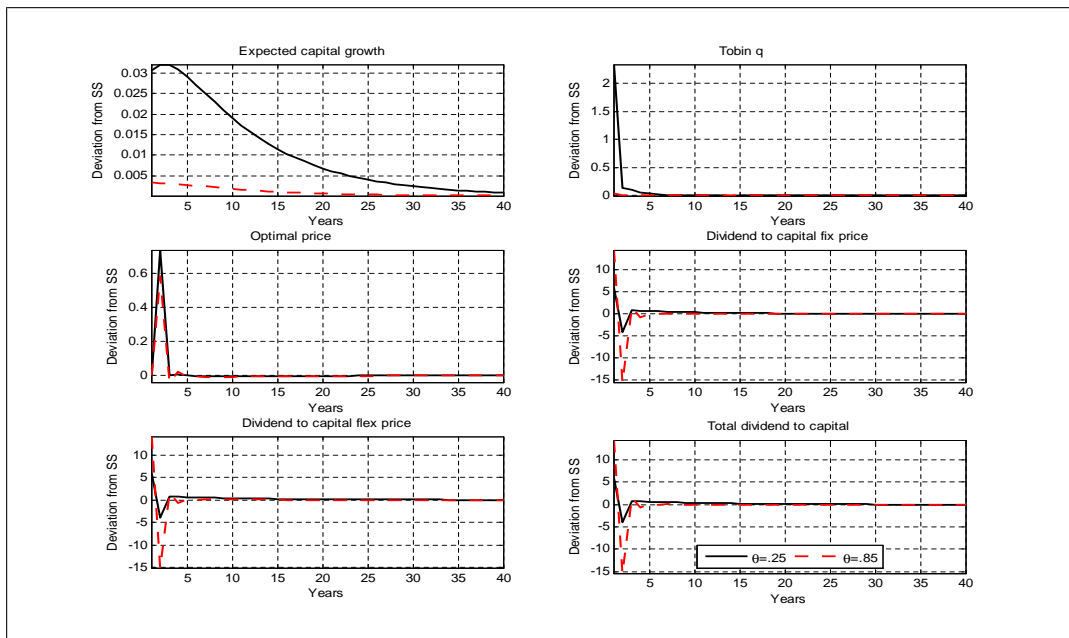 Expected capital growth
Deviation from SS
0.03
0.025
0.02
0.015
0.01
0.005
5 10 15 20 25 30 35 40
Years
Tobin q
Deviation from SS
2
1.5
1
0.5
0
5 10 15 20 25 30 35 40
Years
Optimal price
Deviation from SS
0.6
0.4
0.2
0
5 10 15 20 25 30 35 40
Years
Dividend to capital fix price
Deviation from SS
10
5
0
-5
-10
-15
5 10 15 20 25 30 35 40
Years
Dividend to capital flex price
Deviation from SS
10
5
0
-5
-10
-15
5 10 15 20 25 30 35 40
Years
Total dividend to capital
Deviation from SS
10
5
0
-5
-10
-15
θ=.25 θ=.85
5 10 15 20 25 30 35 40
Years